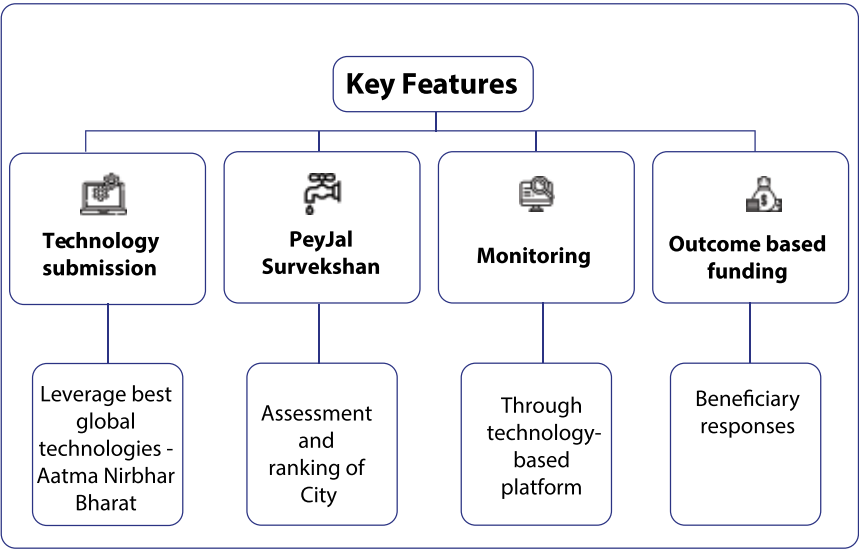 Key Features
Technology
submission
PeyJal
Survekshan
Monitoring
Outcome based
funding
Leverage best
global
technologies -
Aatma Nirbhar
Bharat
Assessment
and
ranking of
City
Through
technology-
based
platform
Beneficiary
responses